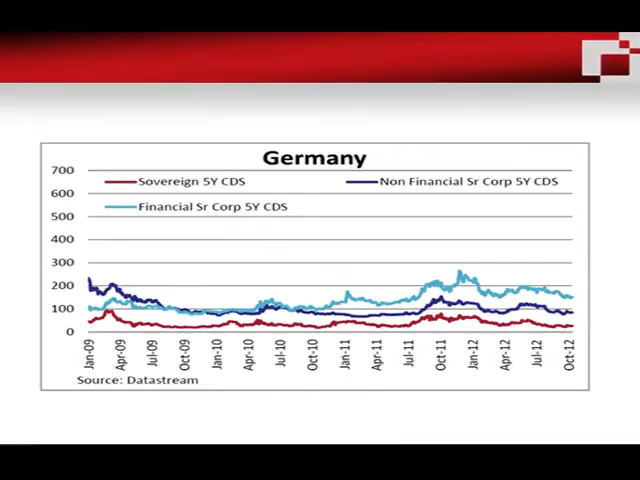 Germany
700
Sovereign 5Y CDS
Non Financial Sr Corp 5Y CDS
600
Financial Sr Corp 5Y CDS
500
400
300
200
100
0
Jan-09
Apr-09
Jul-09
Oct-09
Jan-10
Apr-10
Jul-10
Oct-10
Jan-11
Apr-11
Jul-11
Oct-11
Jan-12
Apr-12
Jul-12
Oct-12
Source: Datastream